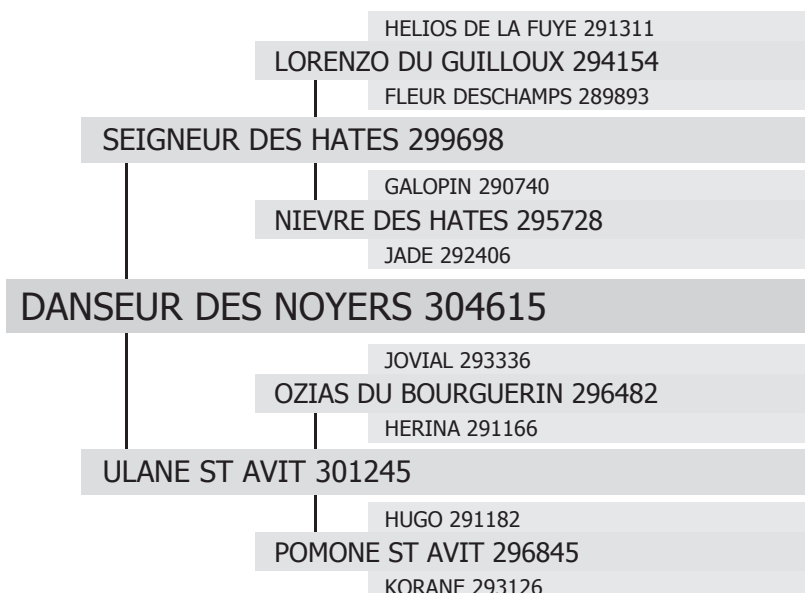 HELIOS DE LA FUYE 291311
LORENZO DU GUILLOUX 294154
FLEUR DESCHAMPS 289893
SEIGNEUR DES HATES 299698
GALOPIN 290740
NIEVRE DES HATES 295728
JADE 292406
DANSEUR DES NOYERS 304615
JOVIAL 293336
OZIAS DU BOURGUERIN 296482
HERINA 291166
ULANE ST AVIT 301245
HUGO 291182
POMONE ST AVIT 296845
KORANE 293126